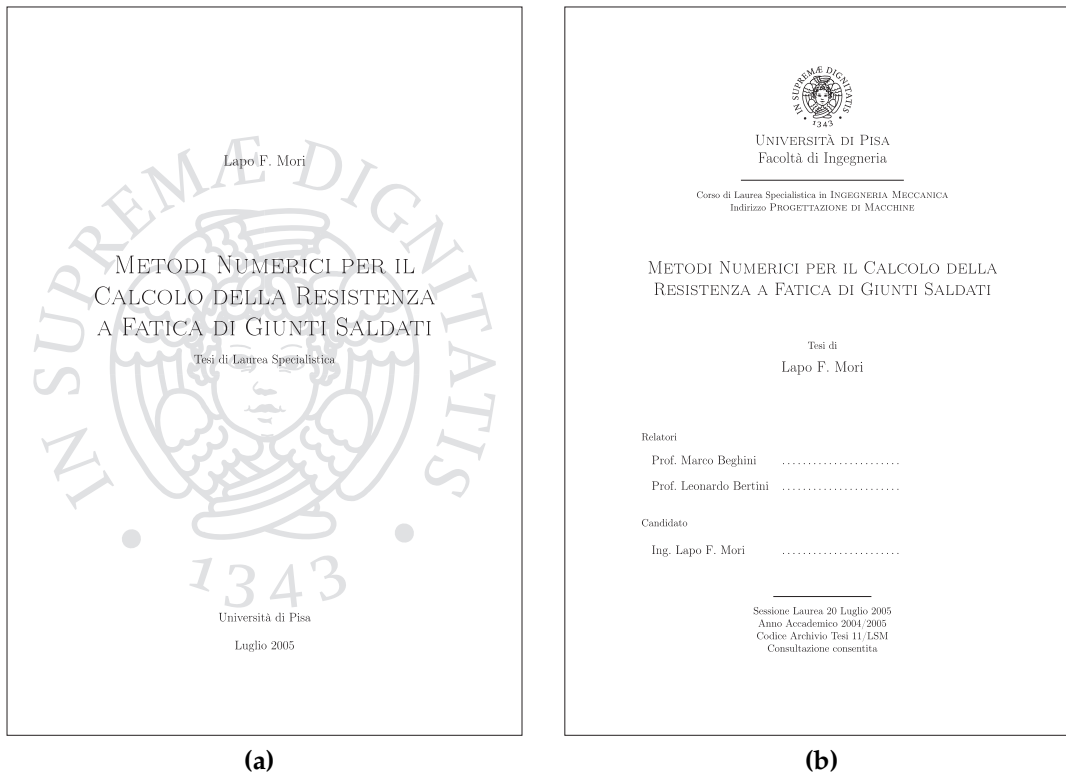 IN SUPREMÆ DIGNITATIS
1343
Lapo F. Mori
Metodi Numerici per il
Calcolo della Resistenza
a Fatica di Giunti Saldati
Tesi di Laurea Specialistica
Università di Pisa
Luglio 2005
(a)
IN SUPREMÆ DIGNITATIS
1343
Università di Pisa
Facoltà di Ingegneria
Corso di Laurea Specialistica in Ingegneria Meccanica
Indirizzo Progettazione di Macchine
Metodi Numerici per il Calcolo della
Resistenza a Fatica di Giunti Saldati
Tesi di
Lapo F. Mori
Relatori
Prof. Marco Beghini .......................
Prof. Leonardo Bertini .......................
Candidato
Ing. Lapo F. Mori .......................
Sessione Laurea 20 Luglio 2005
Anno Accademico 2004/2005
Codice Archivio Tesi 11/LSM
Consultazione consentita
(b)